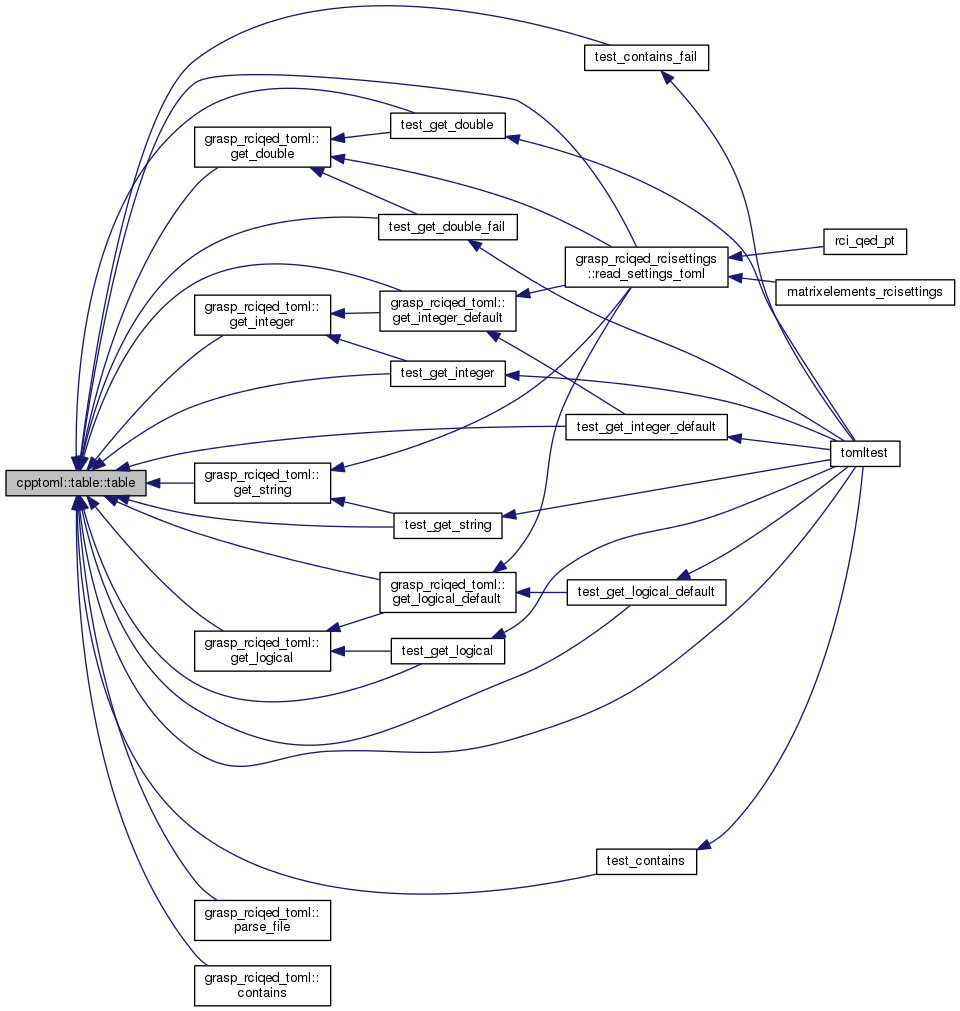 test_contains_fail
test_get_double
grasp_rciqed_toml::
get_double
test_get_double_fail
rci_qed_pt
grasp_rciqed_rcisettings
::read_settings_toml
matrixelements_rcisettings
grasp_rciqed_toml::
get_integer
grasp_rciqed_toml::
get_integer_default
test_get_integer
test_get_integer_default
tomltest
cpptoml::table::table
grasp_rciqed_toml::
get_string
test_get_string
grasp_rciqed_toml::
get_logical_default
test_get_logical_default
grasp_rciqed_toml::
get_logical
test_get_logical
test_contains
grasp_rciqed_toml::
parse_file
grasp_rciqed_toml::
contains